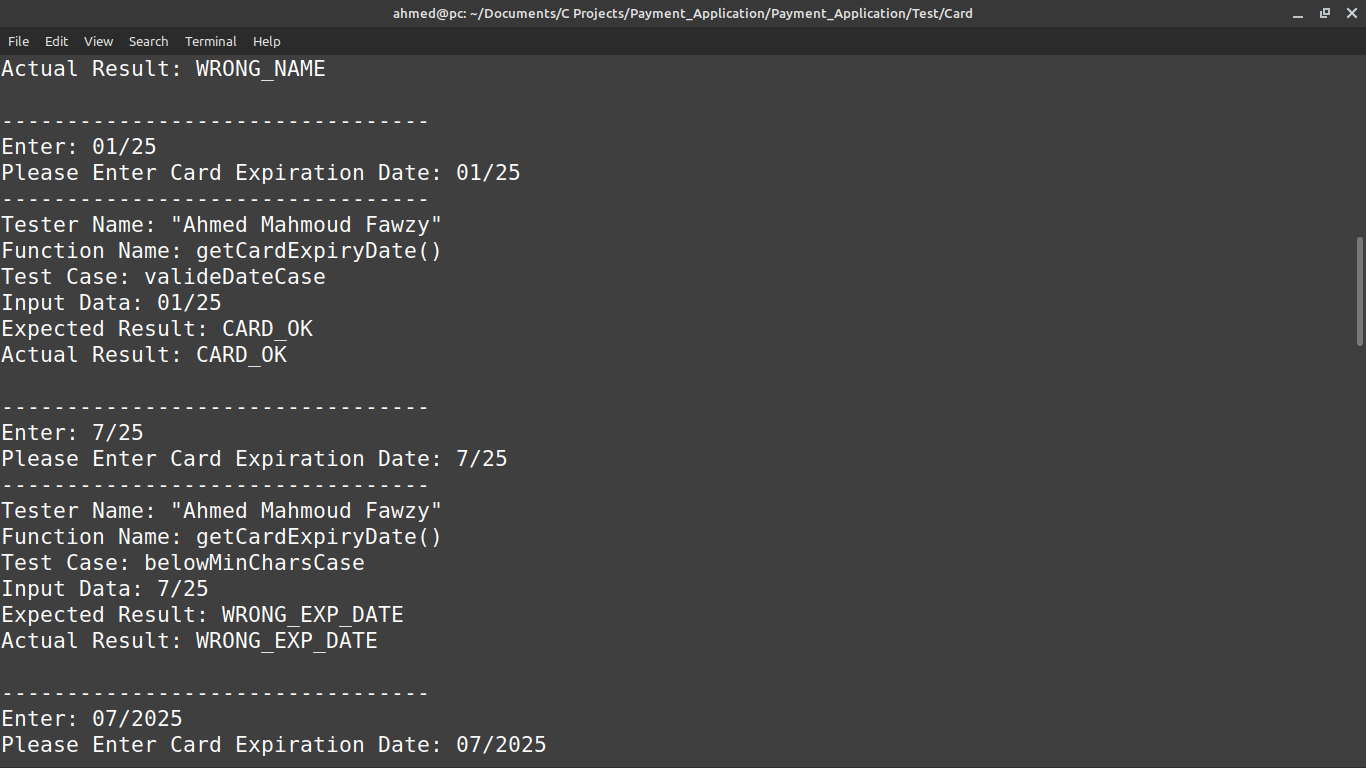 ahmed@pc: ~/Documents/C Projects/Payment_Application/Payment_Application/Test/Card
File Edit View Search Terminal Help
Actual Result: WRONG_NAME
---------------------------------
Enter: 01/25
Please Enter Card Expiration Date: 01/25
---------------------------------
Tester Name: "Ahmed Mahmoud Fawzy"
Function Name: getCardExpiryDate()
Test Case: valideDateCase
Input Data: 01/25
Expected Result: CARD_OK
Actual Result: CARD_OK
---------------------------------
Enter: 7/25
Please Enter Card Expiration Date: 7/25
---------------------------------
Tester Name: "Ahmed Mahmoud Fawzy"
Function Name: getCardExpiryDate()
Test Case: belowMinCharsCase
Input Data: 7/25
Expected Result: WRONG_EXP_DATE
Actual Result: WRONG_EXP_DATE
---------------------------------
Enter: 07/2025
Please Enter Card Expiration Date: 07/2025